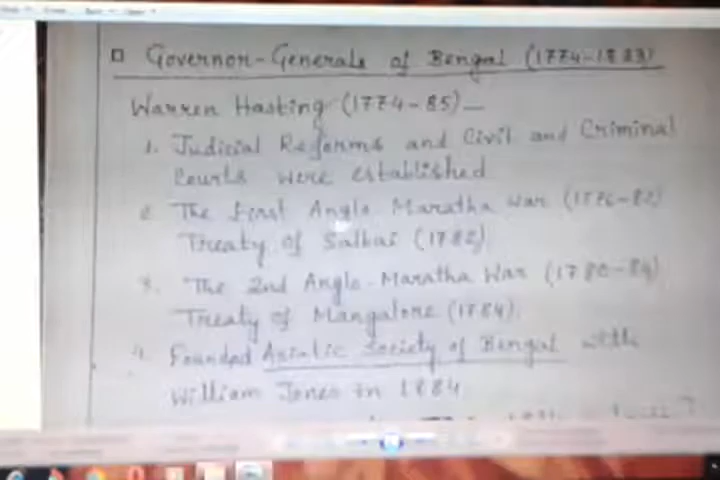 Governor-Generals of Bengal (1774-1833)
Warren Hasting (1774-85)—
1. Judicial Reforms and Civil and Criminal
Courts were established
2. The first Anglo Maratha War (1776-82)
Treaty of Salbai (1782)
3. The 2nd Anglo-Maratha War (1780-84)
Treaty of Mangalore (1784).
4. Founded Asiatic Society of Bengal with
William Jones in 1884